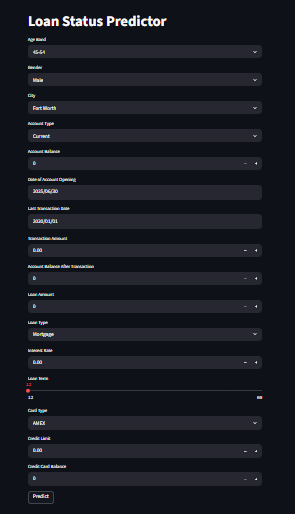 Loan Status Predictor
Age Band
45-54
Gender
Male
City
Fort Worth
Account Type
Current
Account Balance
0
Date of Account Opening
2025/06/30
Last Transaction Date
2020/01/01
Transaction Amount
0.00
Account Balance After Transaction
0
Loan Amount
0
Loan Type
Mortgage
Interest Rate
0.00
Loan Term
12
12 60
Card Type
AMEX
Credit Limit
0.00
Credit Card Balance
0
Predict